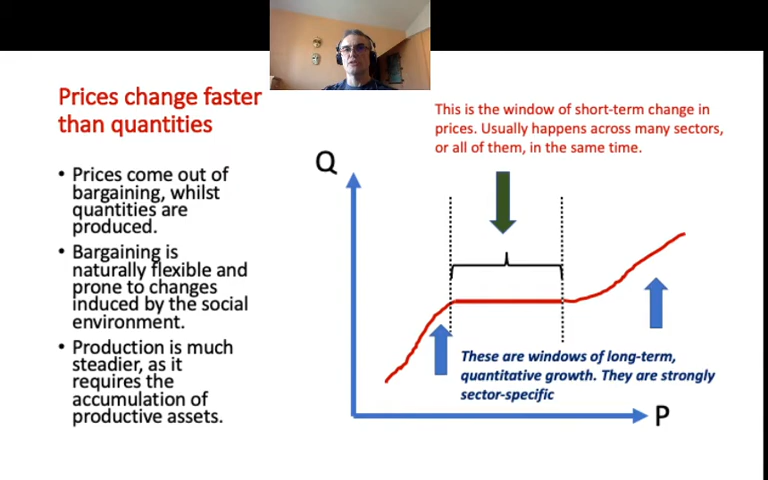 Prices change faster
than quantities
• Prices come out of
bargaining, whilst
quantities are
produced.
• Bargaining is
naturally flexible and
prone to changes
induced by the social
environment.
• Production is much
steadier, as it
requires the
accumulation of
productive assets.
This is the window of short-term change in
prices. Usually happens across many sectors,
or all of them, in the same time.
Q
These are windows of long-term,
quantitative growth. They are strongly
sector-specific
P